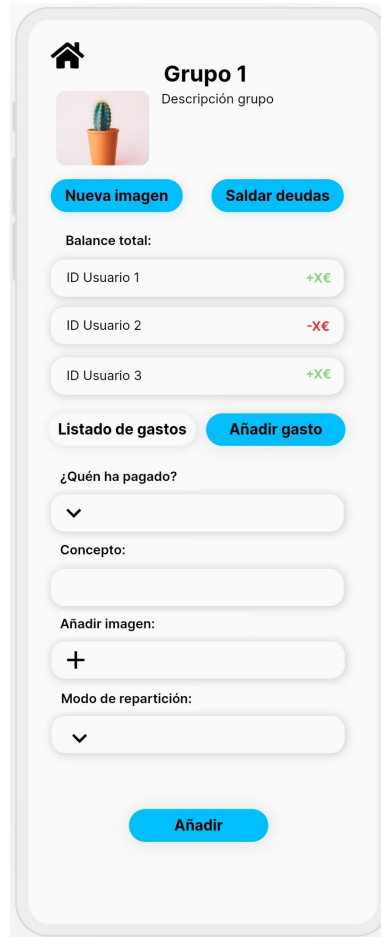 Grupo 1
Descripción grupo
Nueva imagen
Saldar deudas
Balance total:
ID Usuario 1
+X€
ID Usuario 2
-X€
ID Usuario 3
+X€
Listado de gastos
Añadir gasto
¿Quén ha pagado?
Concepto:
Añadir imagen:
Modo de repartición:
Añadir